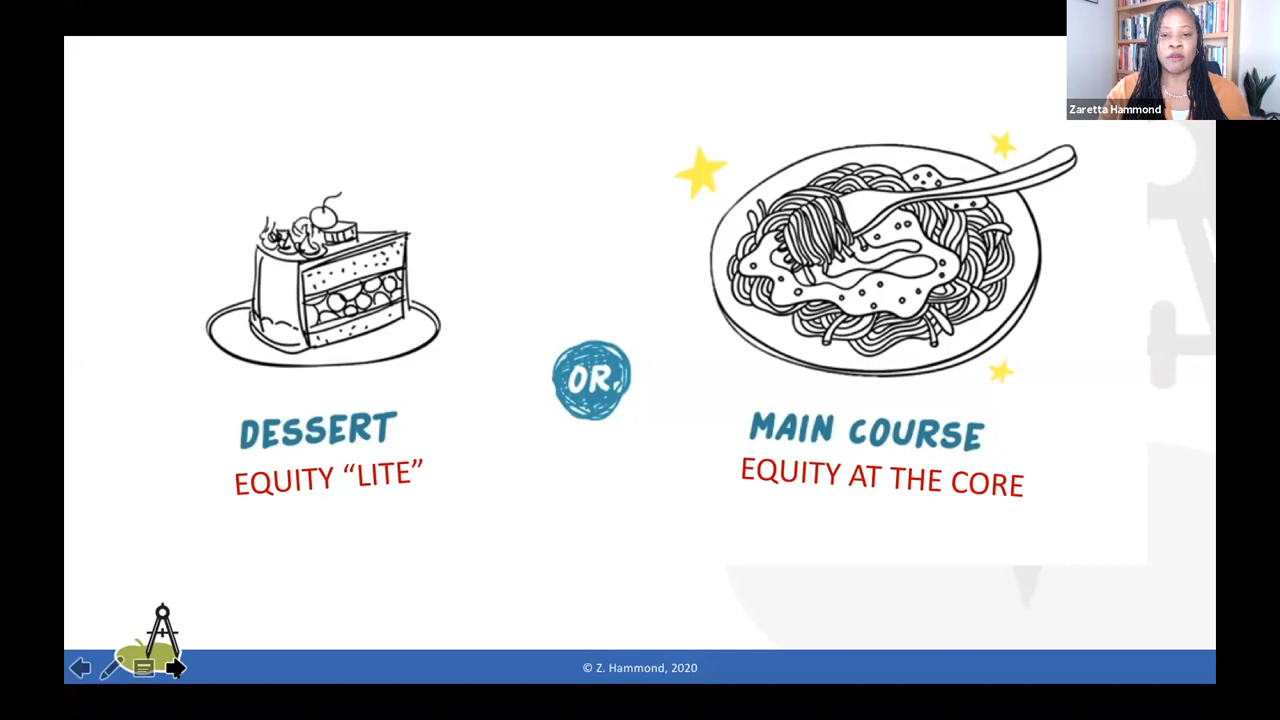 Zaretta Hammond
OR.
DESSERT
EQUITY “LITE”
MAIN COURSE
EQUITY AT THE CORE
© Z. Hammond, 2020